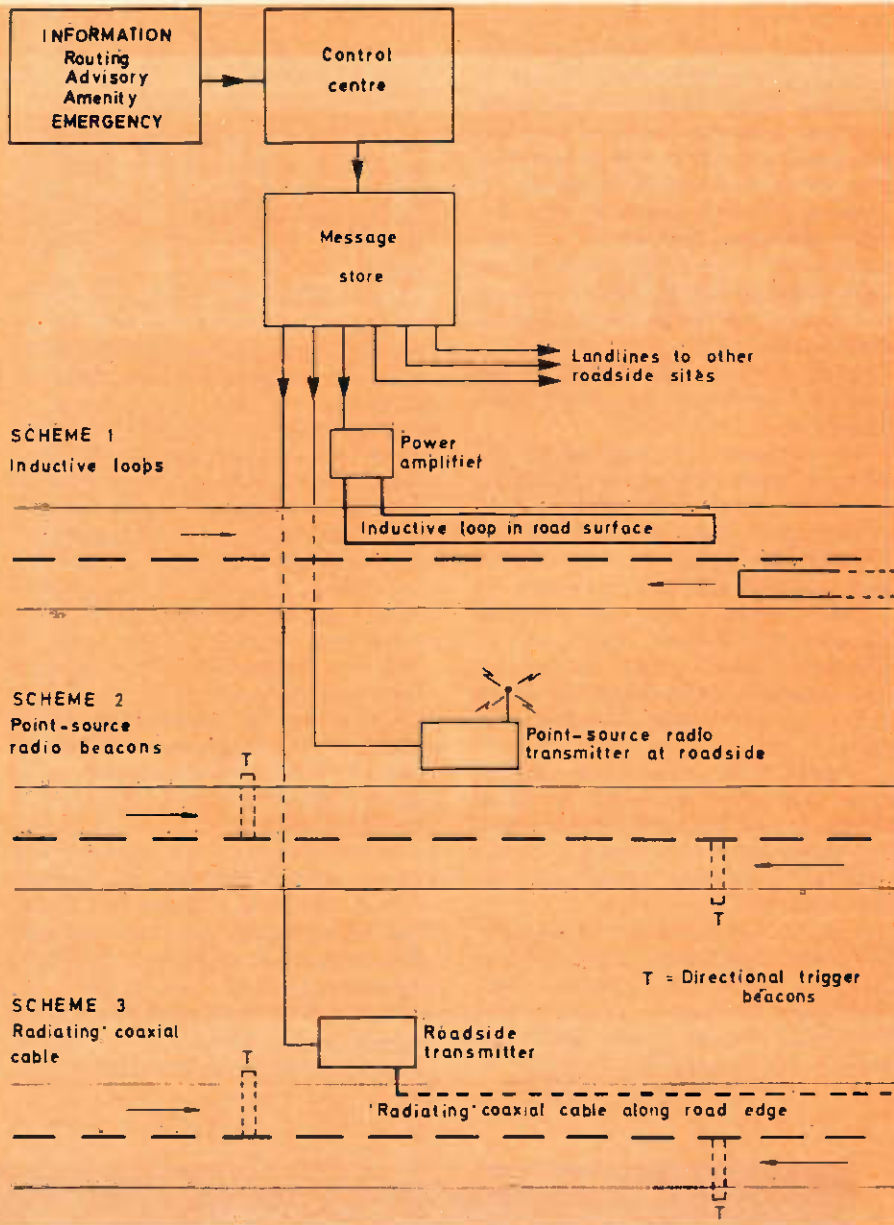 INFORMATION
Routing
Advisory
Amenity
EMERGENCY
Control
centre
Message
store
Landlines to other
roadside sites
SCHEME 1
Inductive loops
Power
amplifier
Inductive loop in road surface
SCHEME 2
Point-source
radio beacons
T
Point-source radio
transmitter at roadside
T
T = Directional trigger
beacons
SCHEME 3
Radiating' coaxial
cable
T
Roadside
transmitter
'Radiating' coaxial cable along road edge
T